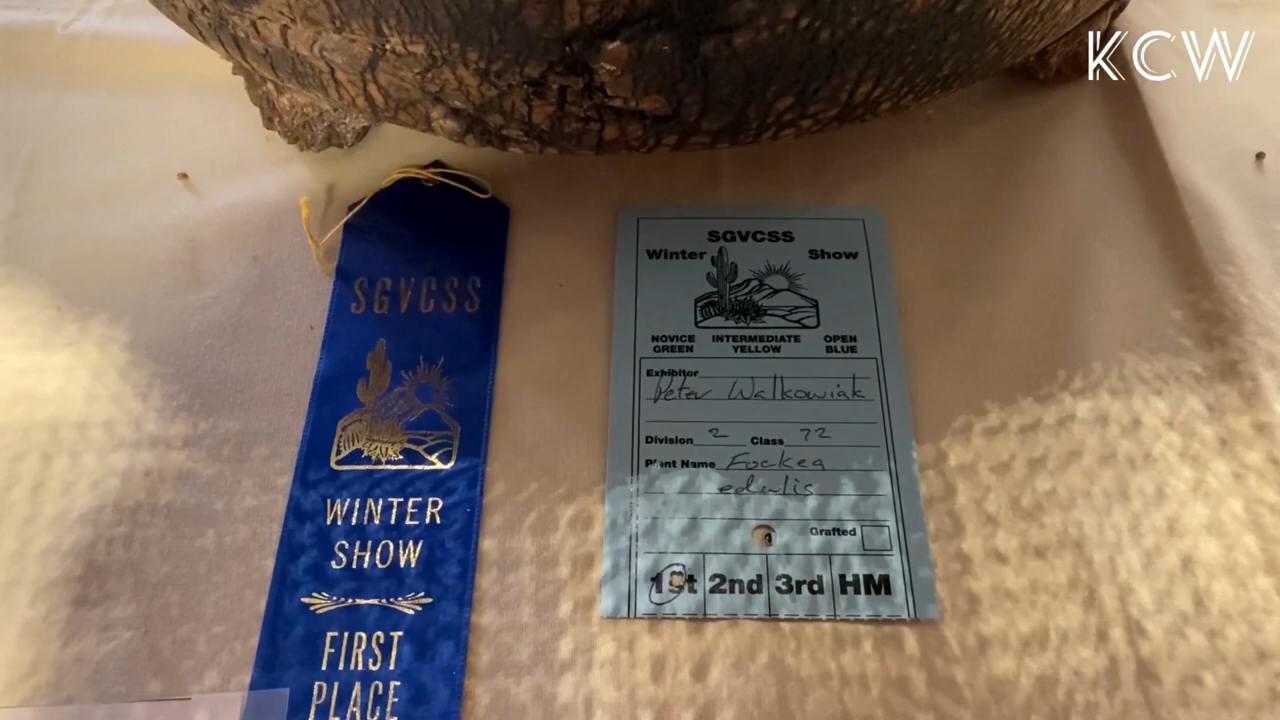 KCW
SGVCSS
WINTER
SHOW
FIRST
PLACE
SGVCSS
Winter Show
NOVICE INTERMEDIATE OPEN
GREEN YELLOW BLUE
Exhibitor
Peter Walkowiak
Division 2 Class 72
Plant Name Fockea
edulis
Grafted
1st 2nd 3rd HM